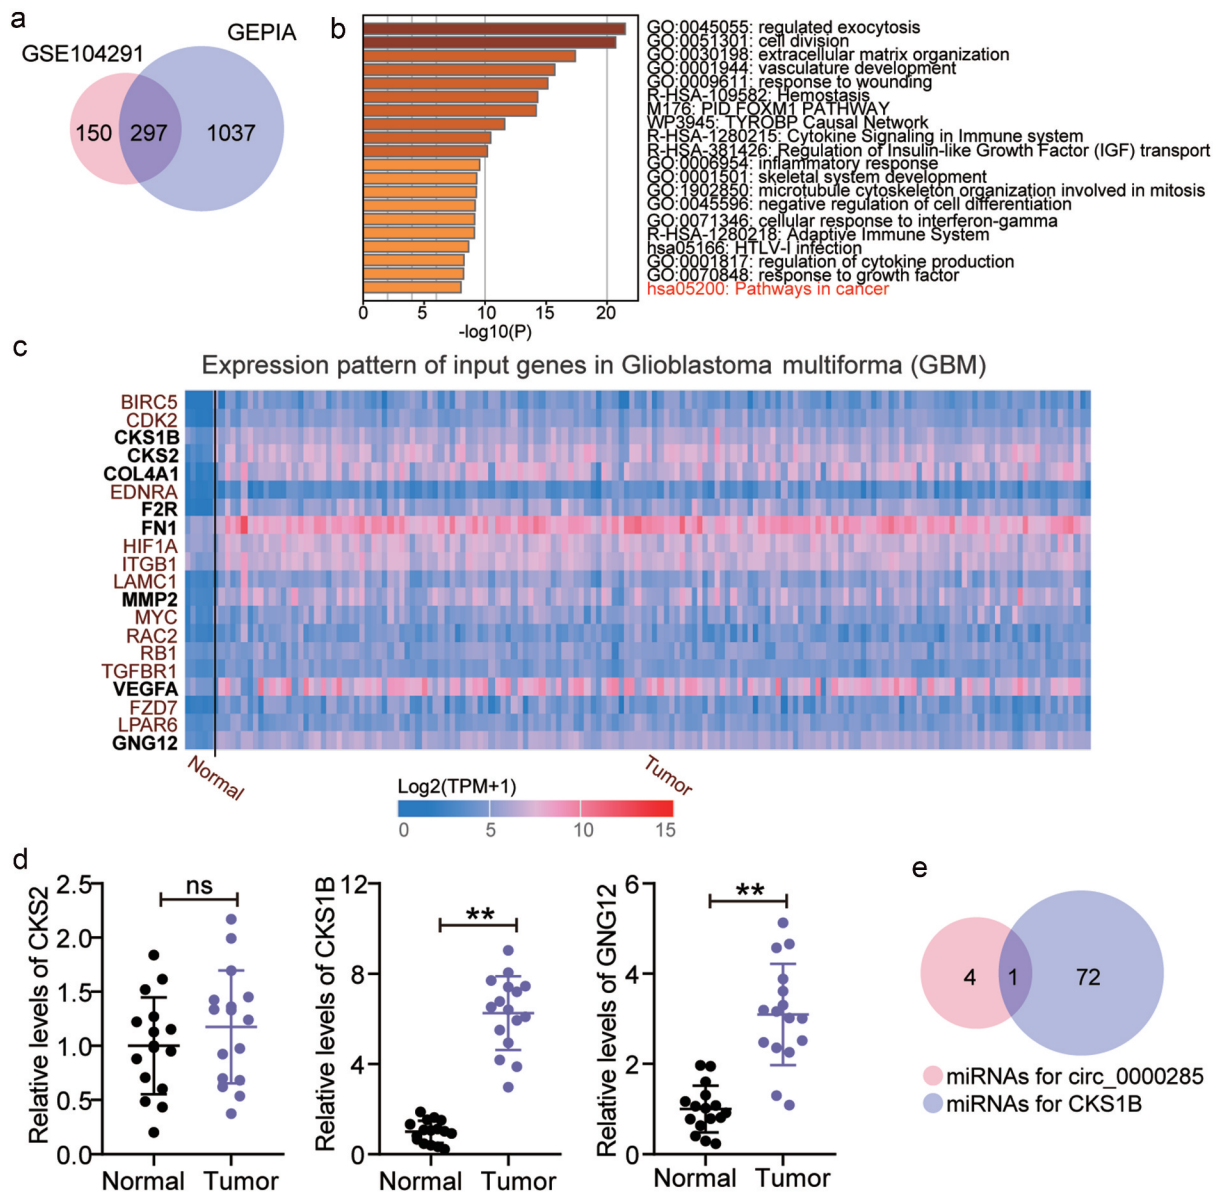 a
GSE104291
GEPIA
150
297
1037
b
GO:0045055: regulated exocytosis
GO:0051301: cell division
GO:0030198: extracellular matrix organization
GO:0001944: vasculature development
GO:0009611: response to wounding
R-HSA-109582: Hemostasis
M176: PID FOXM1 PATHWAY
WP3945: TYROBP Causal Network
R-HSA-1280215: Cytokine Signaling in Immune system
R-HSA-381426: Regulation of Insulin-like Growth Factor (IGF) transport
GO:0006954: inflammatory response
GO:0001501: skeletal system development
GO:1902850: microtubule cytoskeleton organization involved in mitosis
GO:0045596: negative regulation of cell differentiation
GO:0071346: cellular response to interferon-gamma
R-HSA-1280218: Adaptive Immune System
hsa05166: HTLV-I infection
GO:0001817: regulation of cytokine production
GO:0070848: response to growth factor
hsa05200: Pathways in cancer
0 5 10 15 20
-log10(P)
c
Expression pattern of input genes in Glioblastoma multiforma (GBM)
BIRC5
CDK2
CKS1B
CKS2
COL4A1
EDNRA
F2R
FN1
HIF1A
ITGB1
LAMC1
MMP2
MYC
RAC2
RB1
TGFBR1
VEGFA
FZD7
LPAR6
GNG12
Normal
Tumor
Log2(TPM+1)
0 5 10 15
d
Relative levels of CKS2
2.5
2.0
1.5
1.0
0.5
0.0
ns
Normal Tumor
Relative levels of CKS1B
12
8
4
0
**
Normal Tumor
Relative levels of GNG12
6
4
2
0
**
Normal Tumor
e
4
1
72
miRNAs for circ_0000285
miRNAs for CKS1B